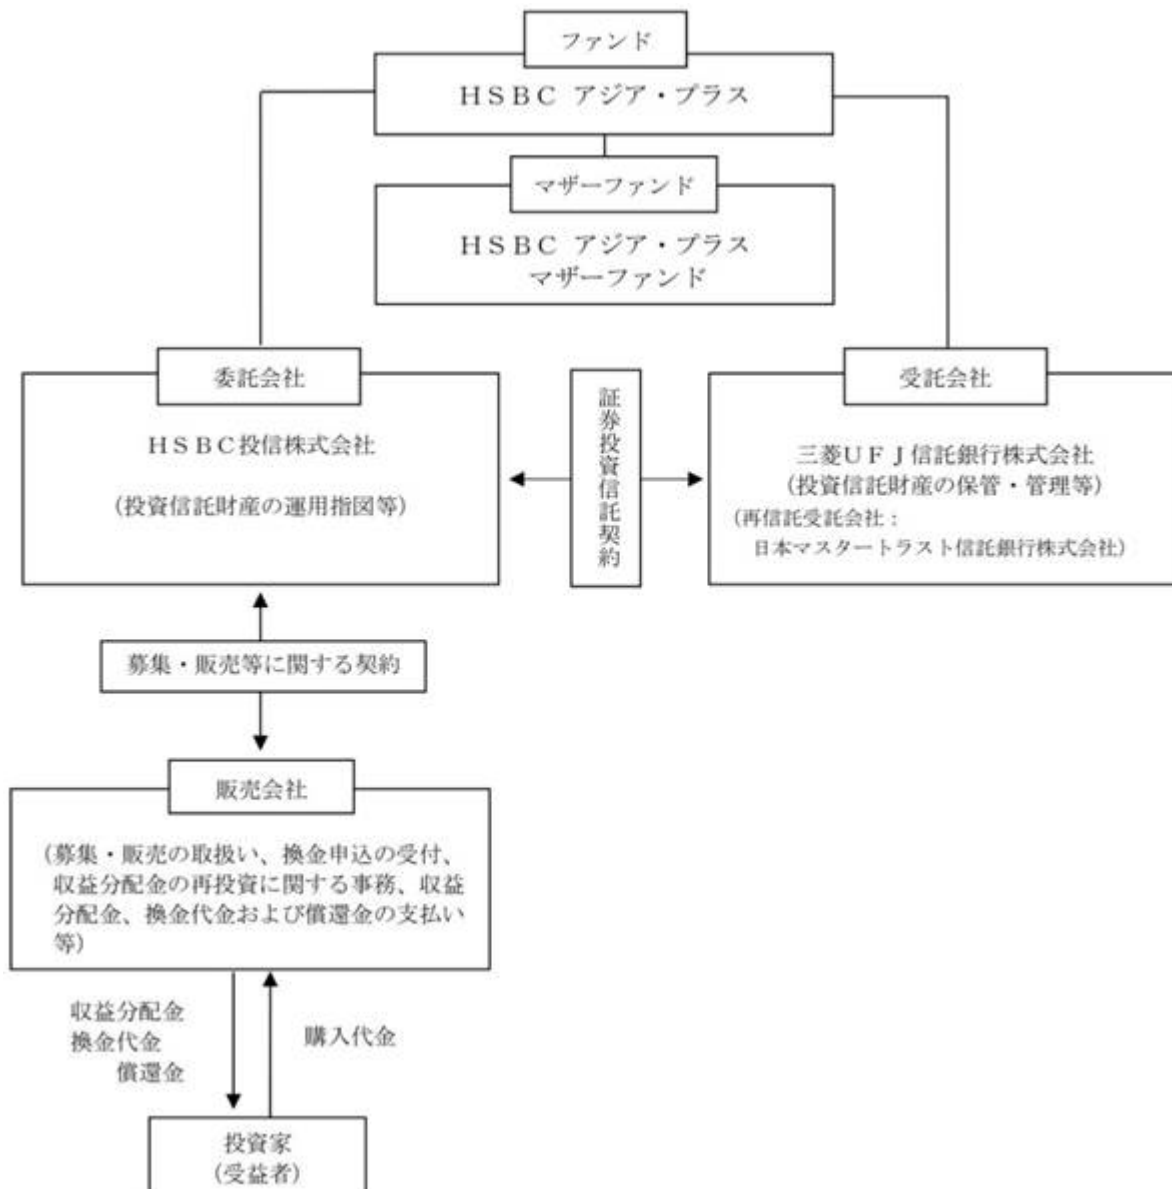 ファンド
HSBC アジア・プラス
マザーファンド
HSBC アジア・プラス
マザーファンド
委託会社
HSBC投信株式会社
(投資信託財産の運用指図等)
証券投資信託契約
受託会社
三菱UFJ信託銀行株式会社
(投資信託財産の保管・管理等)
(再信託受託会社:
日本マスタートラスト信託銀行株式会社)
募集・販売等に関する契約
販売会社
(募集・販売の取扱い、換金申込の受付、
収益分配金の再投資に関する事務、収益
分配金、換金代金および償還金の支払い
等)
収益分配金
換金代金
償還金
購入代金
投資家
(受益者)